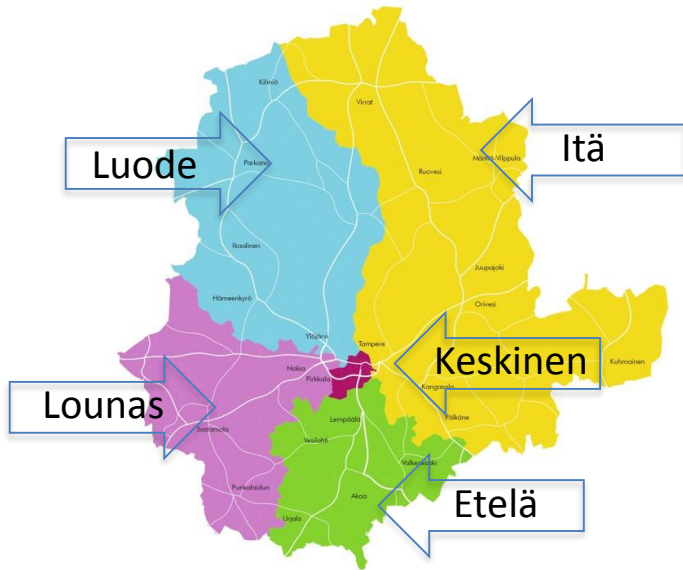 Kihniö
Virrat
Luode
Parkano
Itä
Mänttä-Vilppula
Ruovesi
Ikaalinen
Juupajoki
Hämeenkyrö
Orivesi
Ylöjärvi
Tampere
Kuhmoinen
Keskinen
Nokia
Pirkkala
Kangasala
Lounas
Lempäälä
Pälkäne
Sastamala
Vesilahti
Valkeakoski
Punkalaidun
Akaa
Etelä
Urjala